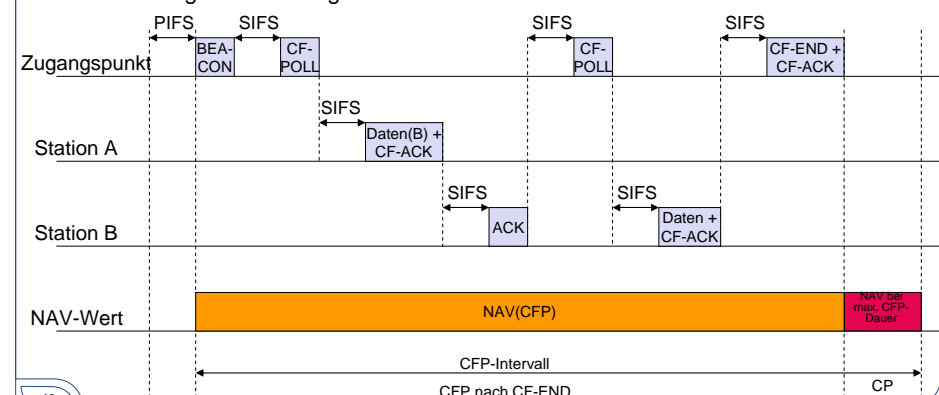 PIFS SIFS SIFS SIFS
Zugangspunkt
BEA-
CON
CF-
POLL
CF-
POLL
CF-END +
CF-ACK
SIFS
Station A
Daten(B) +
CF-ACK
SIFS SIFS
Station B
ACK
Daten +
CF-ACK
NAV-Wert
NAV(CFP)
NAV bei
max. CFP-
Dauer
CFP-Intervall
CFP nach CF-END
CP